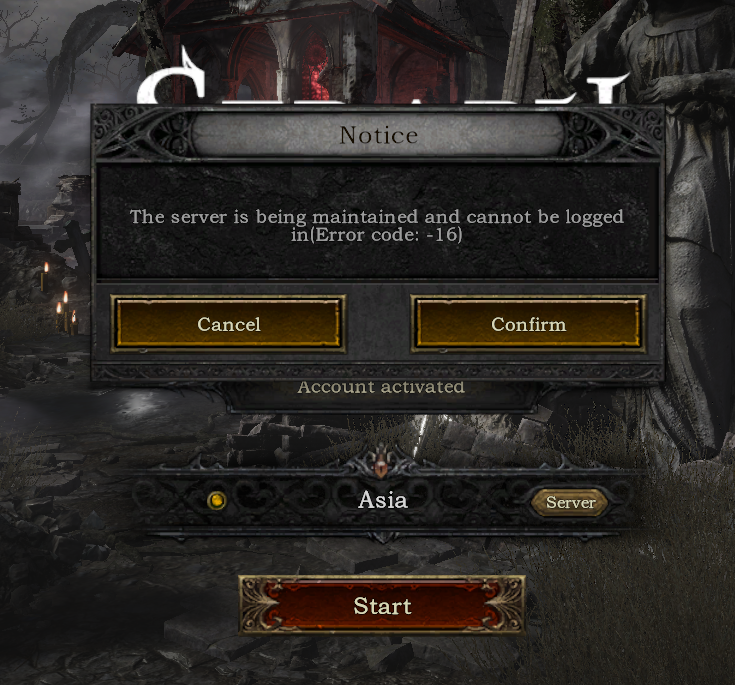 Notice
The server is being maintained and cannot be logged
in(Error code: -16)
Cancel
Confirm
Account activated
Asia
Server
Start